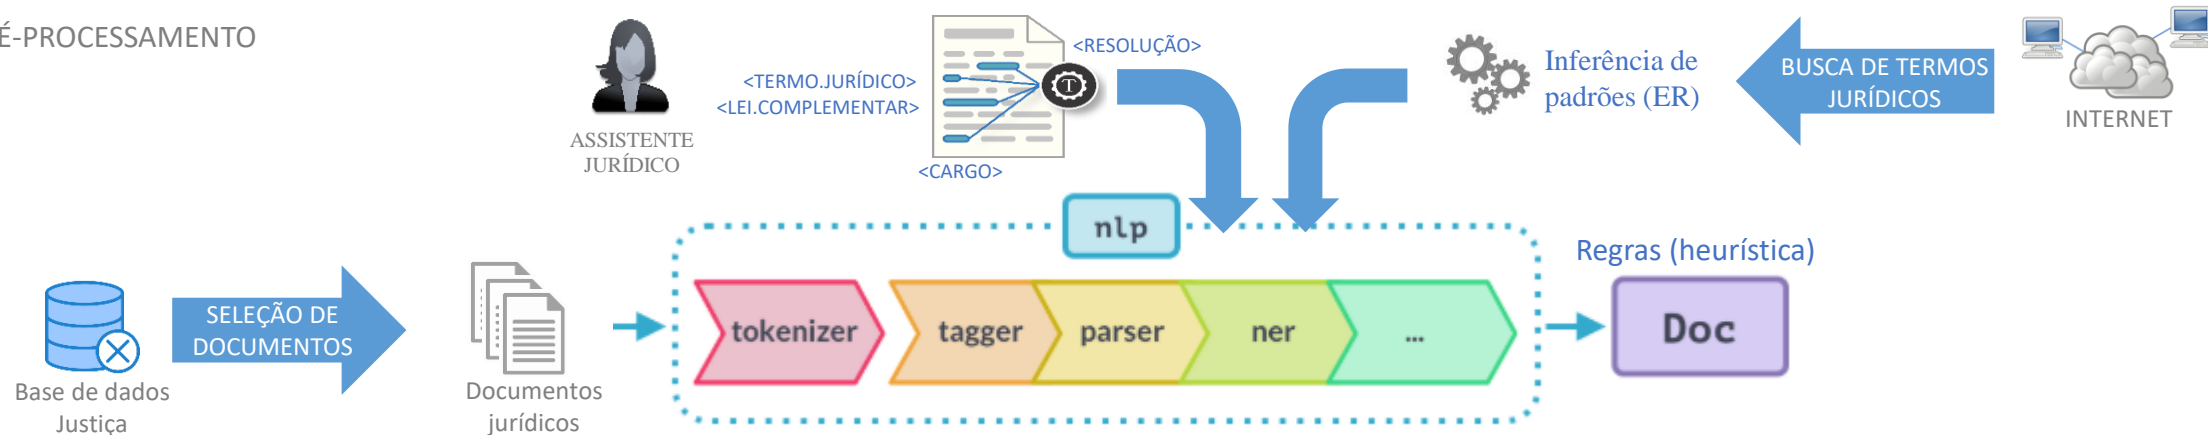 É-PROCESSAMENTO
ASSISTENTE
JURÍDICO
<TERMO.JURÍDICO>
<LEI.COMPLEMENTAR>
<RESOLUÇÃO>
<CARGO>
T
Inferência de
padrões (ER)
BUSCA DE TERMOS
JURÍDICOS
INTERNET
Base de dados
Justiça
SELEÇÃO DE
DOCUMENTOS
Documentos
jurídicos
nlp
tokenizer
tagger
parser
ner
...
Regras (heurística)
Doc